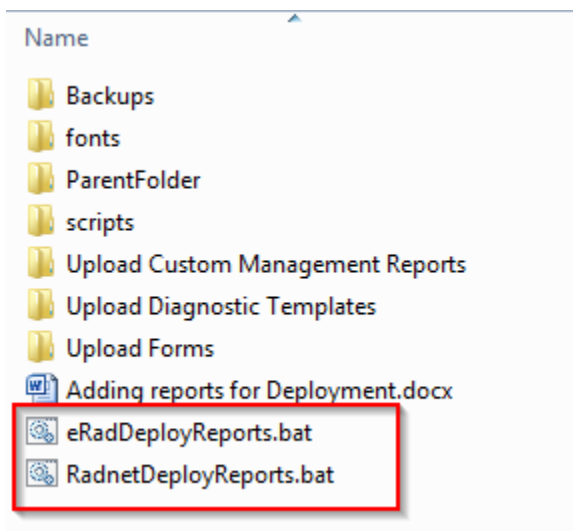 Name
Backups
fonts
ParentFolder
scripts
Upload Custom Management Reports
Upload Diagnostic Templates
Upload Forms
Adding reports for Deployment.docx
eRadDeployReports.bat
RadnetDeployReports.bat